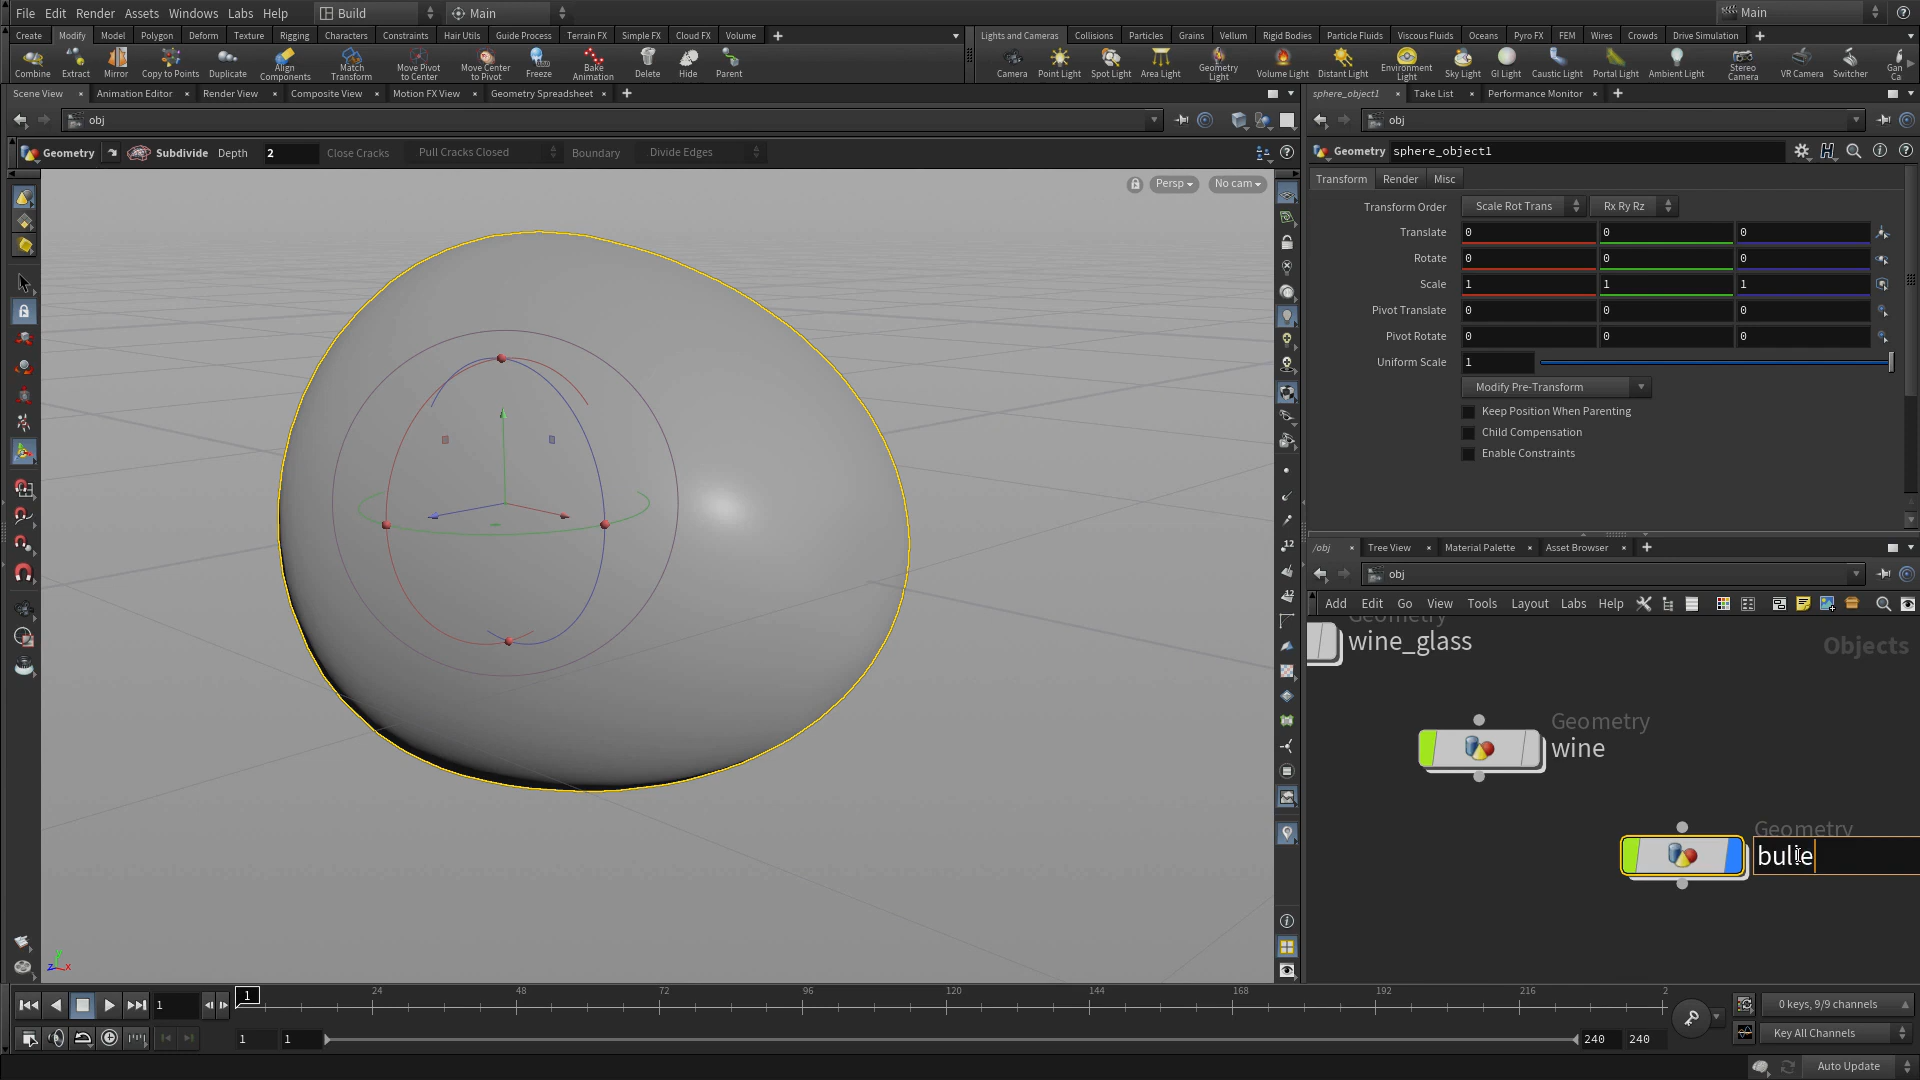 File Edit Render Assets Windows Labs Help Build Main Main
Create Modify Model Polygon Deform Texture Rigging Characters Constraints Hair Utils Guide Process Terrain FX Simple FX Cloud FX Volume
Lights and Cameras Collisions Particles Grains Vellum Rigid Bodies Particle Fluids Viscous Fluids Oceans Pyro FX FEM Wires Crowds Drive Simulation
Combine Extract Mirror Copy to Points Duplicate Align Components Match Transform Move Pivot to Center Move Center to Pivot Freeze Bake Animation Delete Hide Parent
Camera Point Light Spot Light Area Light Geometry Light Volume Light Distant Light Environment Light Sky Light GI Light Caustic Light Portal Light Ambient Light Stereo Camera VR Camera Switcher Gan Ca
Scene View Animation Editor Render View Composite View Motion FX View Geometry Spreadsheet
sphere_object1 Take List Performance Monitor
obj
obj
Geometry Subdivide Depth 2 Close Cracks Pull Cracks Closed Boundary Divide Edges
Geometry sphere_object1
Persp No cam
Transform Render Misc
Transform Order Scale Rot Trans Rx Ry Rz
Translate 0 0 0
Rotate 0 0 0
Scale 1 1 1
Pivot Translate 0 0 0
Pivot Rotate 0 0 0
Uniform Scale 1
Modify Pre-Transform
Keep Position When Parenting
Child Compensation
Enable Constraints
/obj Tree View Material Palette Asset Browser
obj
Add Edit Go View Tools Layout Labs Help
Geometry
wine_glass
Objects
Geometry
wine
Geometry
bulie
12
12
z y x
1 1 24 48 72 96 120 144 168 192 216 2
0 keys, 9/9 channels
1 1 240 240
Key All Channels
Auto Update